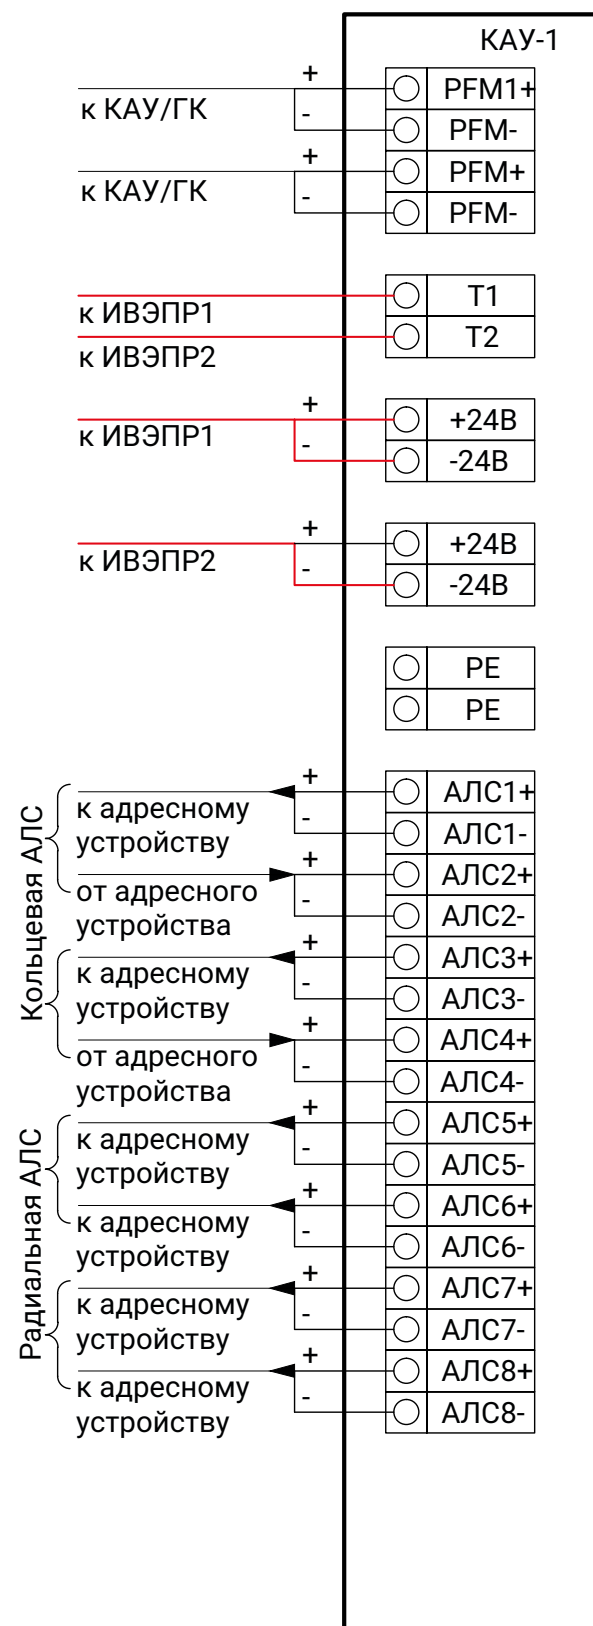 КАУ-1
+
PFM1+
к КАУ/ГК
-
PFM-
+
PFM+
к КАУ/ГК
-
PFM-
T1
к ИВЭПР1
T2
к ИВЭПР2
+
+24В
к ИВЭПР1
-
-24В
+
+24В
к ИВЭПР2
-
-24В
PE
PE
Кольцевая АЛС
+
АЛС1+
к адресному
устройству
-
АЛС1-
+
АЛС2+
от адресного
устройства
-
АЛС2-
+
АЛС3+
к адресному
устройству
-
АЛС3-
+
АЛС4+
от адресного
устройства
-
АЛС4-
Радиальная АЛС
+
АЛС5+
к адресному
устройству
-
АЛС5-
+
АЛС6+
к адресному
устройству
-
АЛС6-
+
АЛС7+
к адресному
устройству
-
АЛС7-
+
АЛС8+
к адресному
устройству
-
АЛС8-